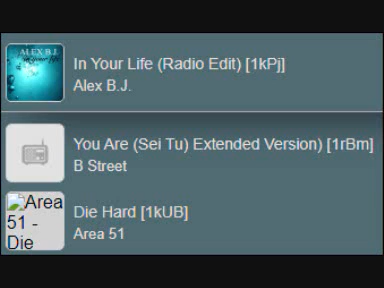 ALEX B.J.
In Your Life (Radio Edit) [1kPj]
Alex B.J.
You Are (Sei Tu) Extended Version) [1rBm]
B Street
Area
51 -
Die
Die Hard [1kUB]
Area 51